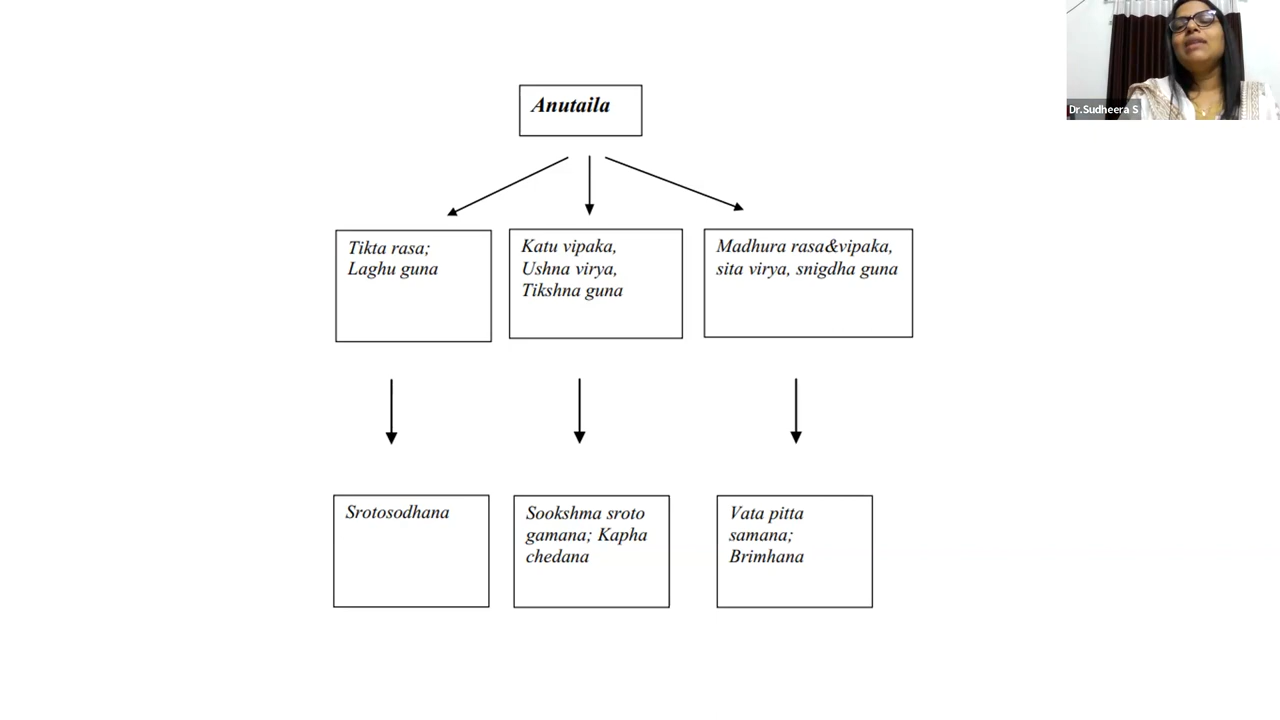 Dr.Sudheera S
Anutaila
Tikta rasa;
Laghu guna
Katu vipaka,
Ushna virya,
Tikshna guna
Madhura rasa&vipaka,
sita virya, snigdha guna
Srotosodhana
Sookshma sroto
gamana; Kapha
chedana
Vata pitta
samana;
Brimhana